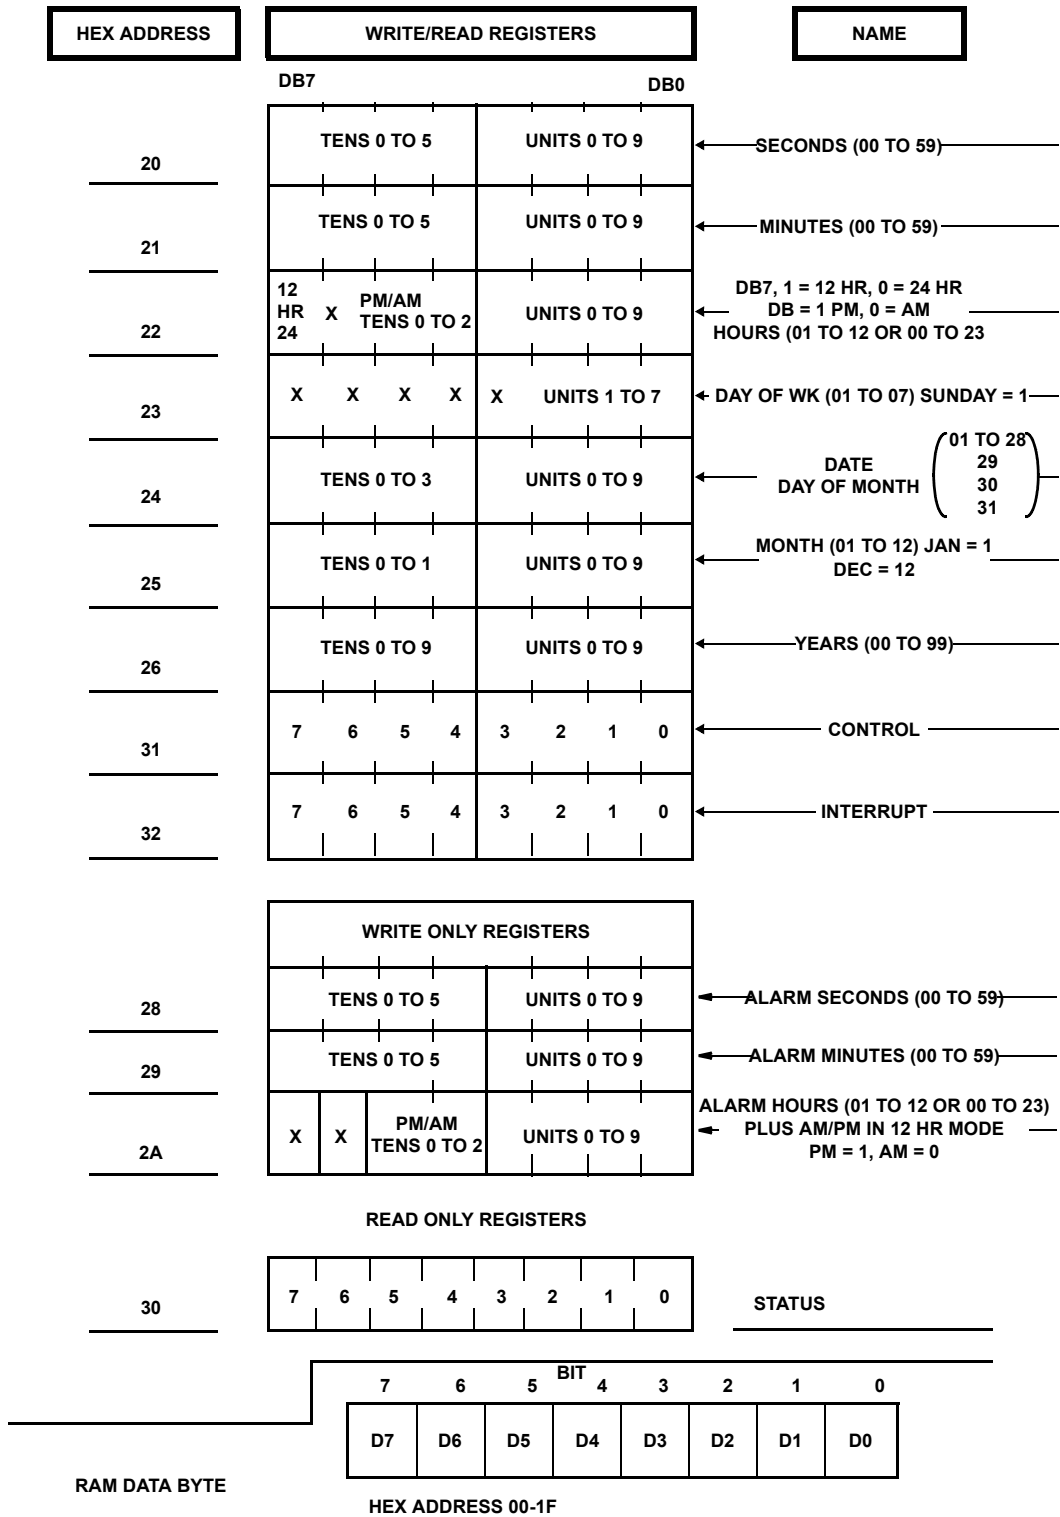 HEX ADDRESS WRITE/READ REGISTERS NAME
DB7 DB0
20 TENS 0 TO 5 UNITS 0 TO 9 SECONDS (00 TO 59)
21 TENS 0 TO 5 UNITS 0 TO 9 MINUTES (00 TO 59)
12
HR
24
X
PM/AM
TENS 0 TO 2
UNITS 0 TO 9
22
DB7, 1 = 12 HR, 0 = 24 HR
DB = 1 PM, 0 = AM
HOURS (01 TO 12 OR 00 TO 23
23 X X X X X UNITS 1 TO 7 DAY OF WK (01 TO 07) SUNDAY = 1
24 TENS 0 TO 3 UNITS 0 TO 9
DATE
DAY OF MONTH
01 TO 28
29
30
31
25 TENS 0 TO 1 UNITS 0 TO 9
MONTH (01 TO 12) JAN = 1
DEC = 12
26 TENS 0 TO 9 UNITS 0 TO 9 YEARS (00 TO 99)
31 7 6 5 4 3 2 1 0 CONTROL
32 7 6 5 4 3 2 1 0 INTERRUPT
WRITE ONLY REGISTERS
28 TENS 0 TO 5 UNITS 0 TO 9 ALARM SECONDS (00 TO 59)
29 TENS 0 TO 5 UNITS 0 TO 9 ALARM MINUTES (00 TO 59)
2A X X
PM/AM
TENS 0 TO 2
UNITS 0 TO 9
ALARM HOURS (01 TO 12 OR 00 TO 23)
PLUS AM/PM IN 12 HR MODE
PM = 1, AM = 0
READ ONLY REGISTERS
30 7 6 5 4 3 2 1 0 STATUS
BIT
7 6 5 4 3 2 1 0
D7 D6 D5 D4 D3 D2 D1 D0
RAM DATA BYTE
HEX ADDRESS 00-1F